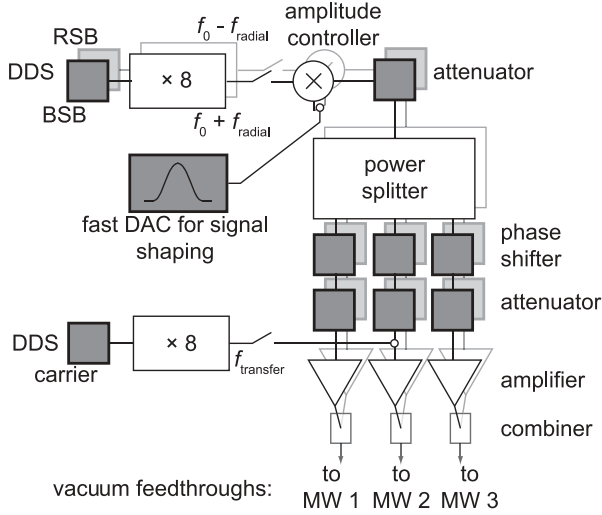 RSB
f0 – fradial
amplitude
controller
DDS
× 8
attenuator
BSB
f0 + fradial
power
splitter
fast DAC for signal
shaping
phase
shifter
attenuator
DDS
× 8
carrier
ftransfer
amplifier
combiner
vacuum feedthroughs:
to
MW 1
to
MW 2
to
MW 3